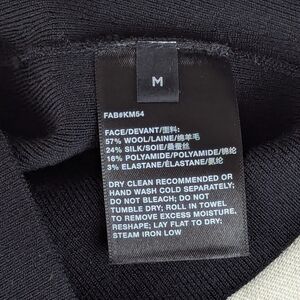 M
FAB#KM54
FACE/DEVANT/面料:
57% WOOL/LAINE/绵羊毛
24% SILK/SOIE/桑蚕丝
16% POLYAMIDE/POLYAMIDE/锦纶
3% ELASTANE/ÉLASTANE/氨纶
DRY CLEAN RECOMMENDED OR
HAND WASH COLD SEPARATELY;
DO NOT BLEACH; DO NOT
TUMBLE DRY; ROLL IN TOWEL
TO REMOVE EXCESS MOISTURE,
RESHAPE; LAY FLAT TO DRY;
STEAM IRON LOW